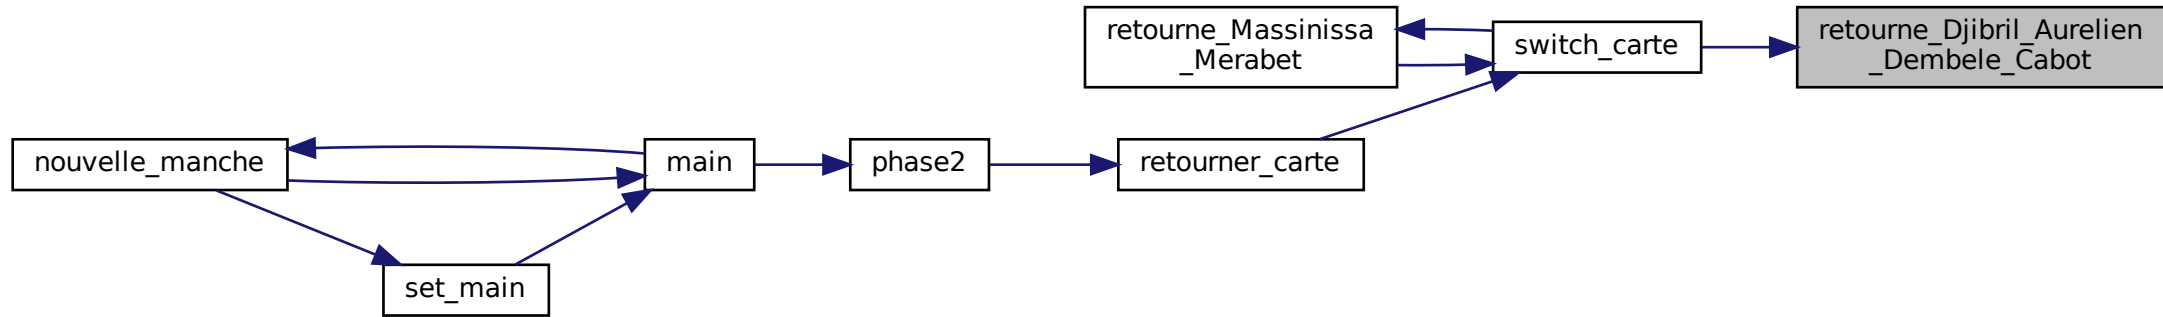 retourne_Massinissa
_Merabet
switch_carte
retourne_Djibril_Aurelien
_Dembele_Cabot
nouvelle_manche
main
phase2
retourner_carte
set_main